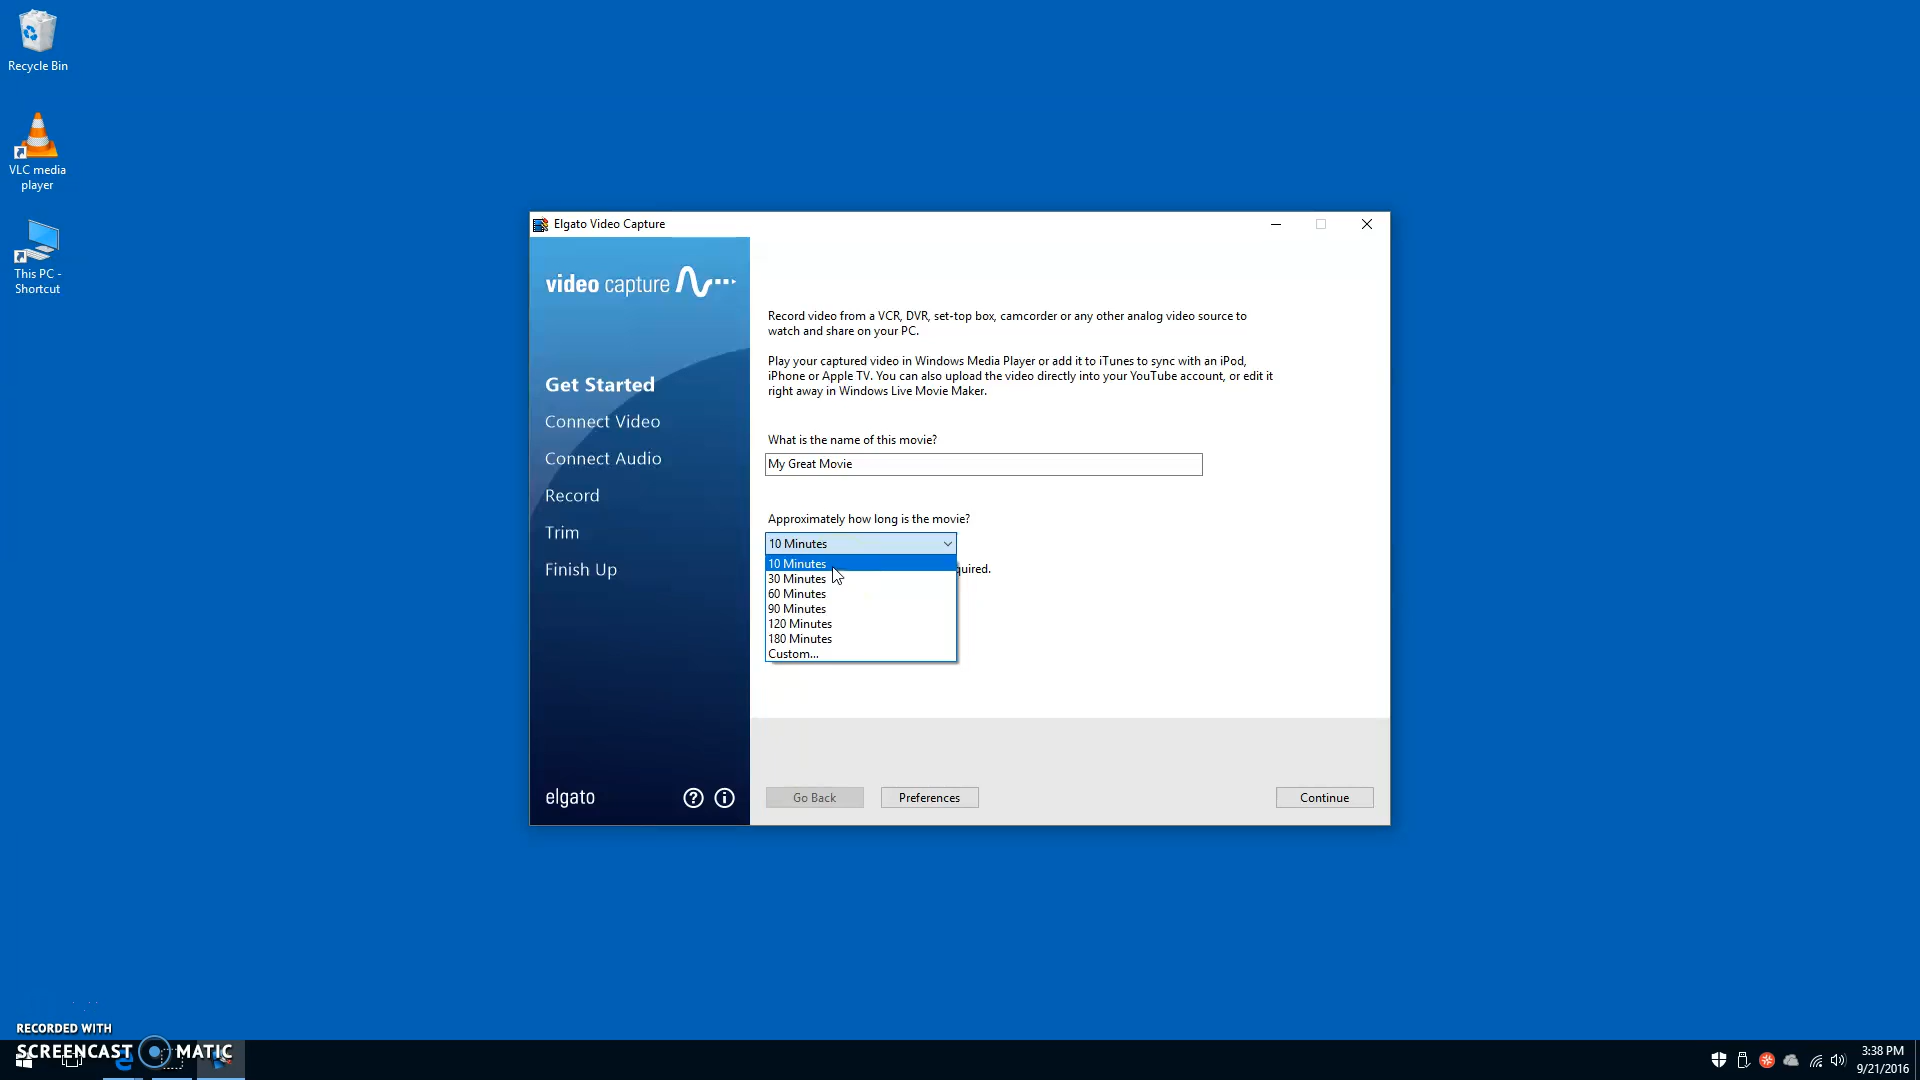 Recycle Bin
VLC media
player
This PC -
Shortcut
Elgato Video Capture
video capture
Get Started
Connect Video
Connect Audio
Record
Trim
Finish Up
elgato
Record video from a VCR, DVR, set-top box, camcorder or any other analog video source to
watch and share on your PC.
Play your captured video in Windows Media Player or add it to iTunes to sync with an iPod,
iPhone or Apple TV. You can also upload the video directly into your YouTube account, or edit it
right away in Windows Live Movie Maker.
What is the name of this movie?
My Great Movie
Approximately how long is the movie?
10 Minutes
10 Minutes
quired.
30 Minutes
60 Minutes
90 Minutes
120 Minutes
180 Minutes
Custom...
Go Back
Preferences
Continue
RECORDED WITH
SCREENCAST MATIC
3:38 PM
9/21/2016